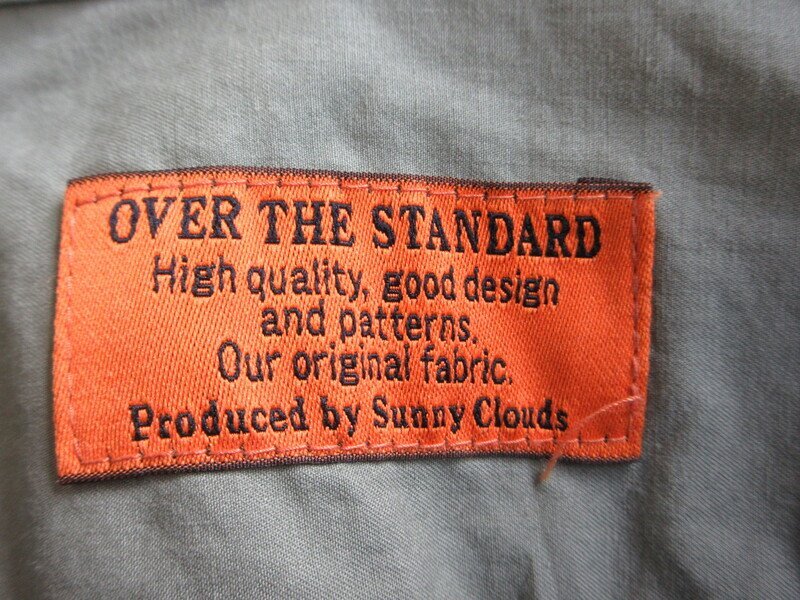 OVER THE STANDARD
High quality, good design
and patterns.
Our original fabric.
Produced by Sunny Clouds